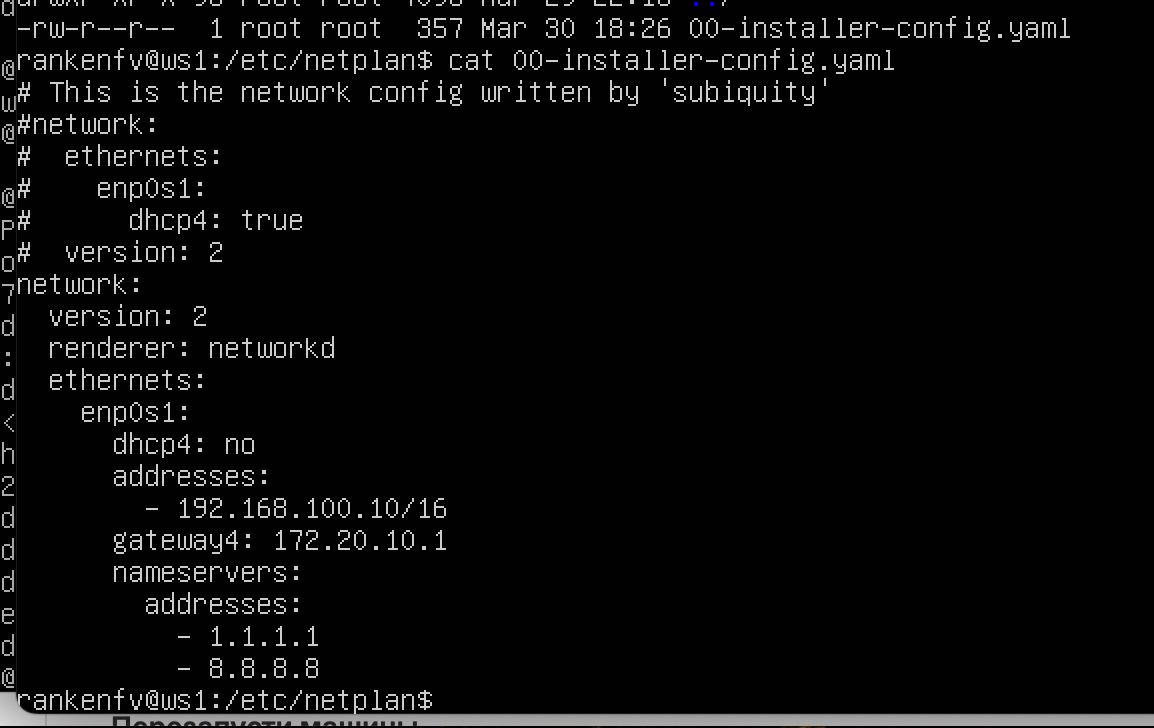 -rw-r--r--  1 root root  357 Mar 30 18:26 00-installer-config.yaml
rankenfv@ws1:/etc/netplan$ cat 00-installer-config.yaml
# This is the network config written by 'subiquity'
#network:
#  ethernets:
#    enp0s1:
#      dhcp4: true
#  version: 2
network:
  version: 2
  renderer: networkd
  ethernets:
    enp0s1:
      dhcp4: no
      addresses:
        - 192.168.100.10/16
      gateway4: 172.20.10.1
      nameservers:
        addresses:
          - 1.1.1.1
          - 8.8.8.8
rankenfv@ws1:/etc/netplan$
Перезапусти машины